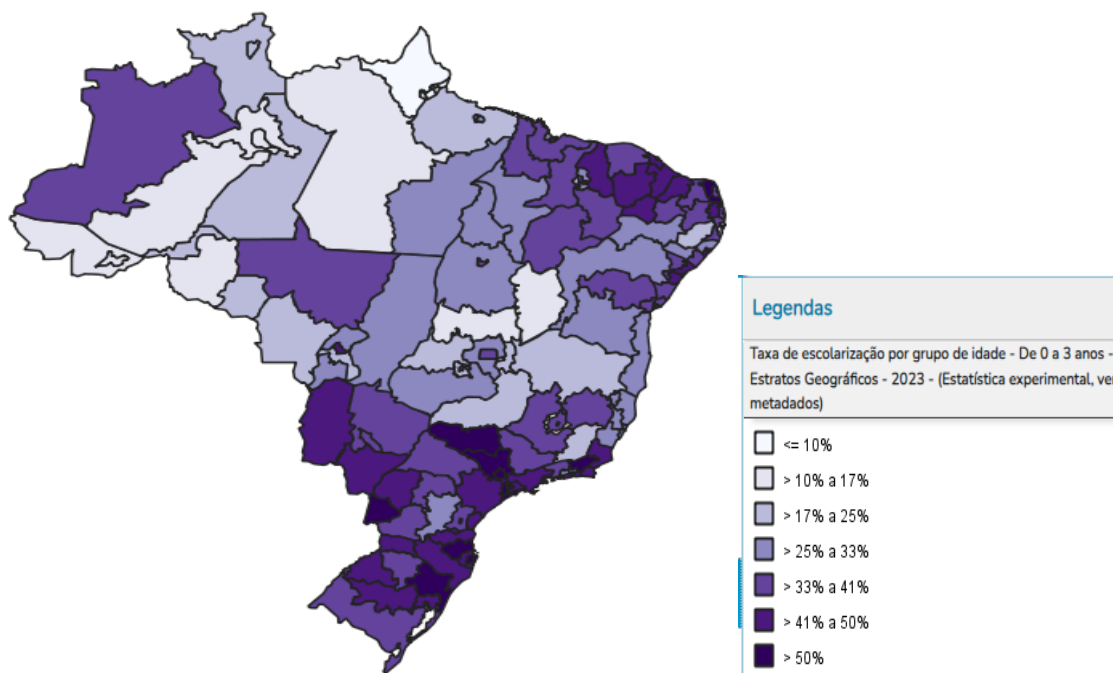 Legendas
Taxa de escolarização por grupo de idade - De 0 a 3 anos -
Estratos Geográficos - 2023 - (Estatística experimental, ver
metadados)
<= 10%
> 10% a 17%
> 17% a 25%
> 25% a 33%
> 33% a 41%
> 41% a 50%
> 50%